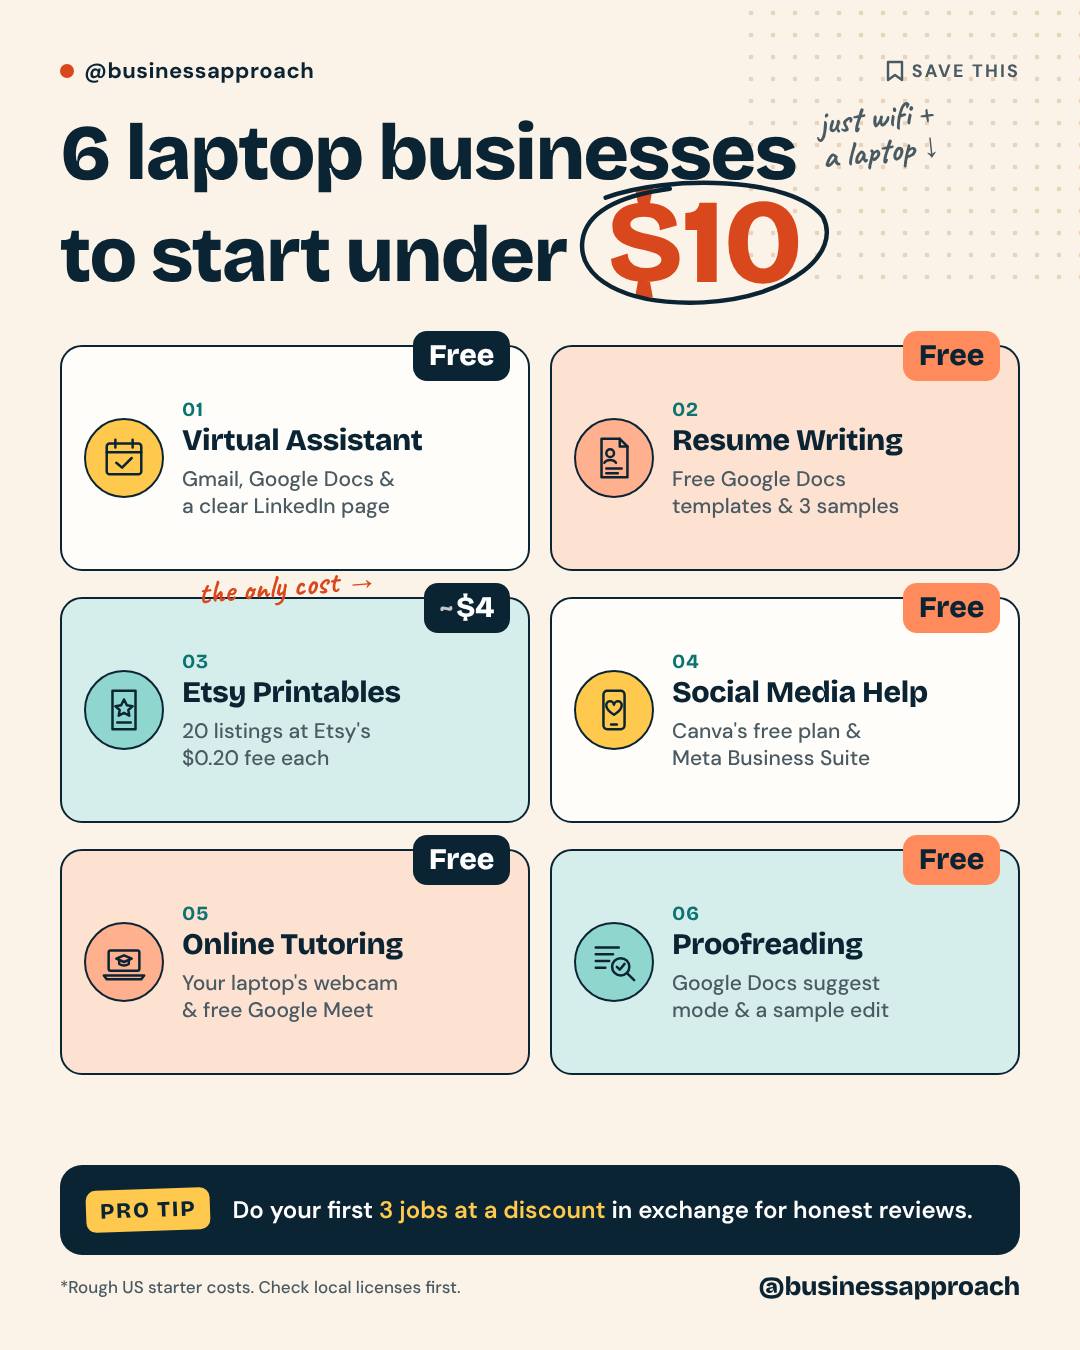 @businessapproach
SAVE THIS
6 laptop businesses
to start under $10
just wifi +
a laptop ↓
Free
01
Virtual Assistant
Gmail, Google Docs &
a clear LinkedIn page
Free
02
Resume Writing
Free Google Docs
templates & 3 samples
the only cost →
~$4
03
Etsy Printables
20 listings at Etsy's
$0.20 fee each
Free
04
Social Media Help
Canva's free plan &
Meta Business Suite
Free
05
Online Tutoring
Your laptop's webcam
& free Google Meet
Free
06
Proofreading
Google Docs suggest
mode & a sample edit
PRO TIP
Do your first 3 jobs at a discount in exchange for honest reviews.
*Rough US starter costs. Check local licenses first.
@businessapproach